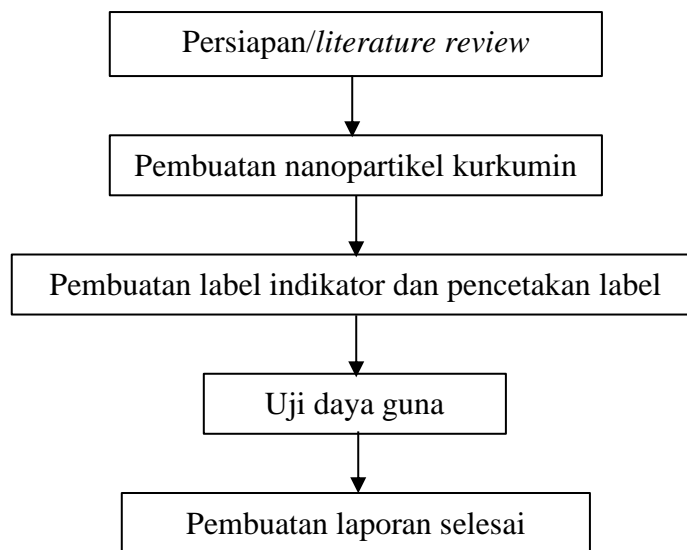 Persiapan/literature review
Pembuatan nanopartikel kurkumin
Pembuatan label indikator dan pencetakan label
Uji daya guna
Pembuatan laporan selesai